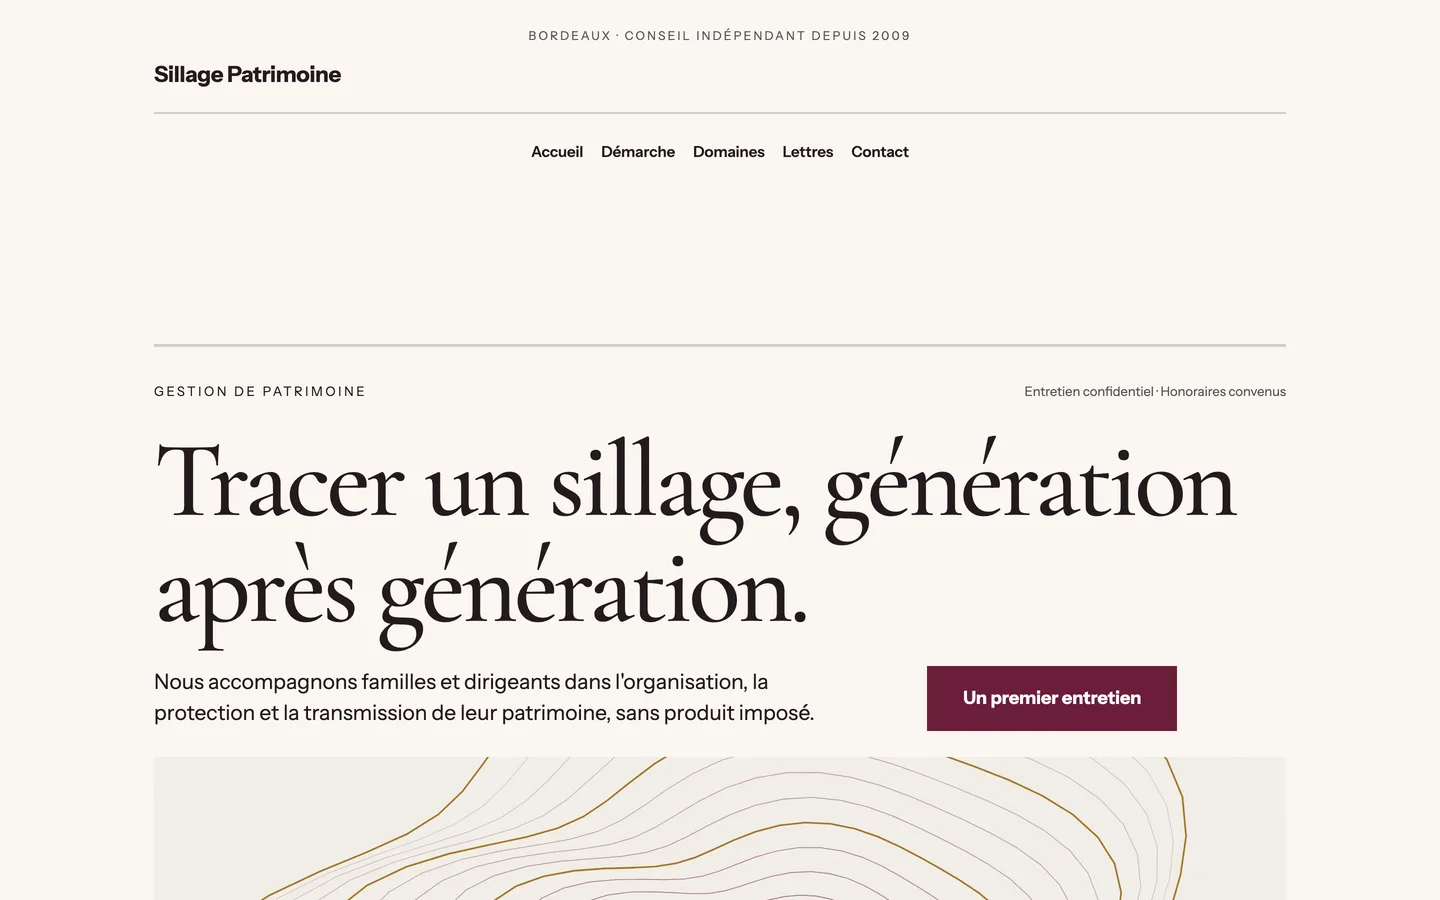 BORDEAUX · CONSEIL INDÉPENDANT DEPUIS 2009
Sillage Patrimoine
Accueil Démarche Domaines Lettres Contact
GESTION DE PATRIMOINE
Entretien confidentiel · Honoraires convenus
Tracer un sillage, génération
après génération.
Nous accompagnons familles et dirigeants dans l'organisation, la
protection et la transmission de leur patrimoine, sans produit imposé.
Un premier entretien